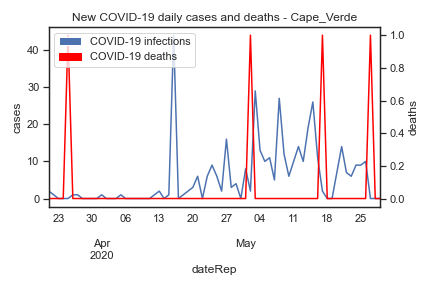 New COVID-19 daily cases and deaths - Cape_Verde
COVID-19 infections
COVID-19 deaths
cases
40
30
20
10
0
deaths
1.0
0.8
0.6
0.4
0.2
0.0
23 30 06 13 20 27 04 11 18 25
Apr May
2020
dateRep